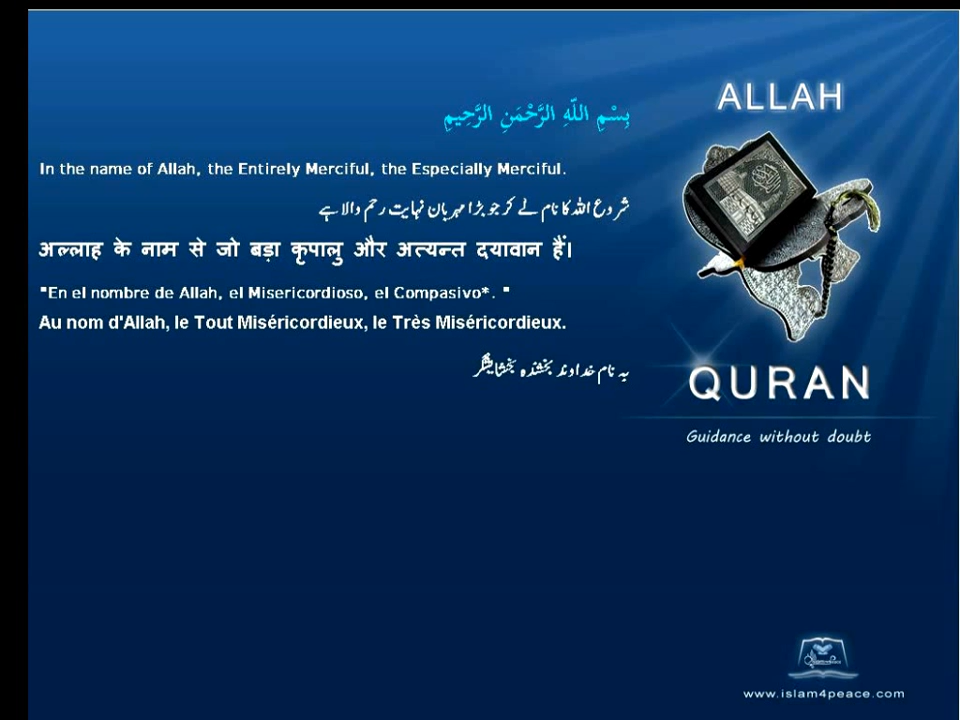 بِسْمِ اللّهِ الرَّحْمَنِ الرَّحِيمِ
In the name of Allah, the Entirely Merciful, the Especially Merciful.
شروع الله کا نام لے کر جو بڑا مہربان نہایت رحم والا ہے
अल्लाह के नाम से जो बड़ा कृपालु और अत्यन्त दयावान हैं।
"En el nombre de Allah, el Misericordioso, el Compasivo*. "
Au nom d'Allah, le Tout Miséricordieux, le Très Miséricordieux.
به نام خداوند بخشنده بخشایشگر
ALLAH
QURAN
Guidance without doubt
www.islam4peace.com